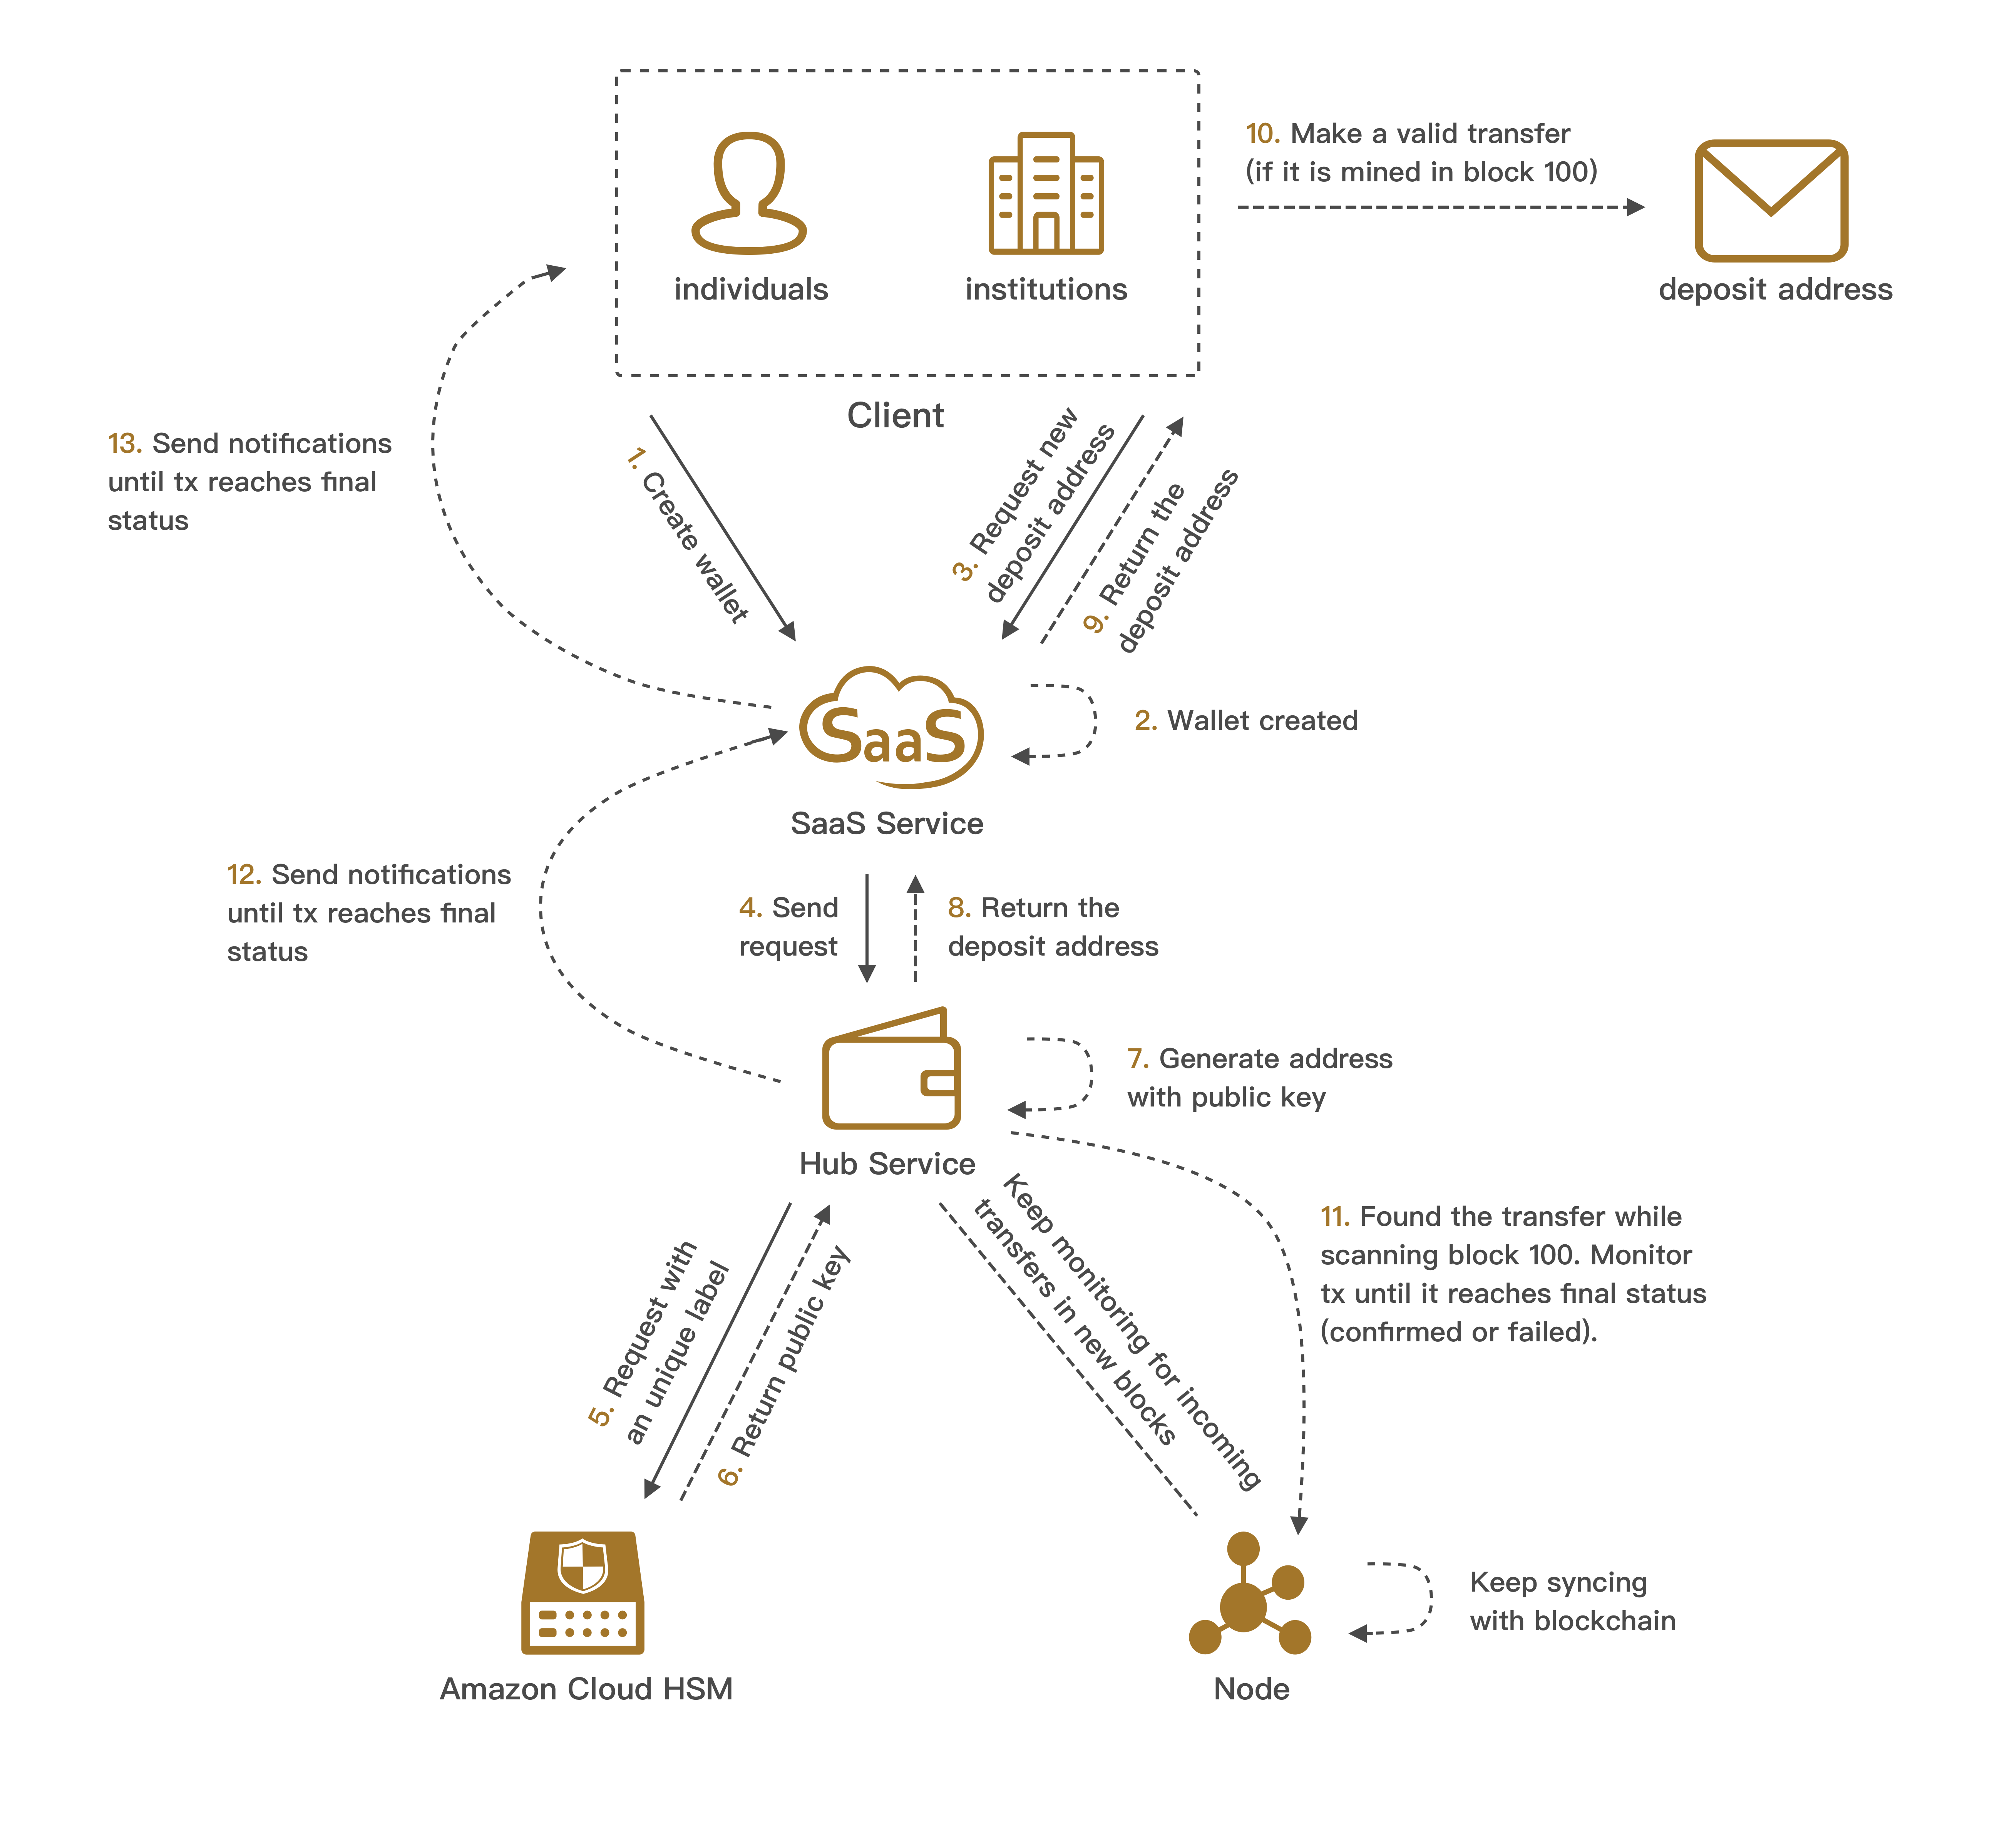 10. Make a valid transfer
(if it is mined in block 100)
individuals
institutions
deposit address
Client
13. Send notifications
until tx reaches final
status
1. Create wallet
3. Request new
deposit address
9. Return the
deposit address
SaaS
2. Wallet created
SaaS Service
12. Send notifications
until tx reaches final
status
4. Send
request
8. Return the
deposit address
7. Generate address
with public key
Hub Service
5. Request with
an unique label
6. Return public key
Keep monitoring for incoming
transfers in new blocks
11. Found the transfer while
scanning block 100. Monitor
tx until it reaches final status
(confirmed or failed).
Keep syncing
with blockchain
Amazon Cloud HSM
Node